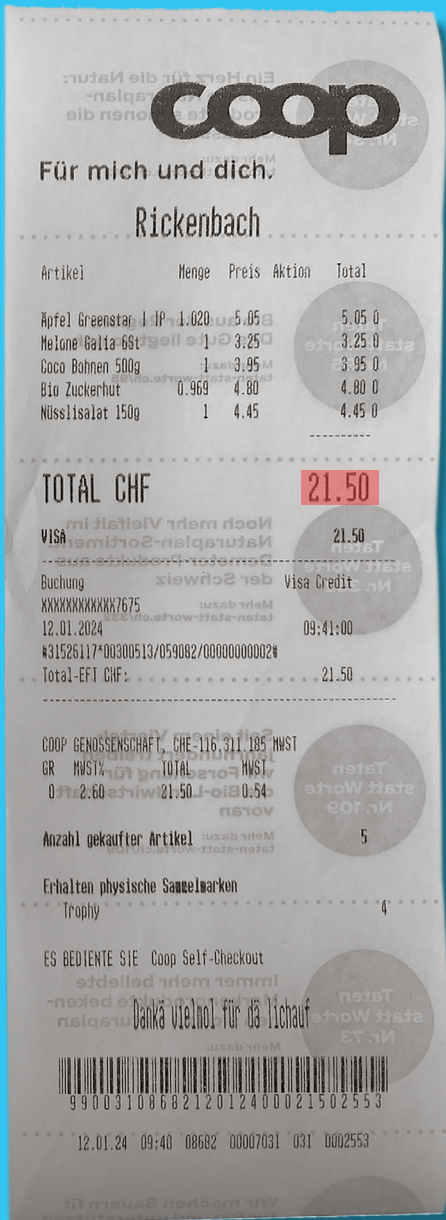 coop
Für mich und dich.
Rickenbach
Artikel Menge Preis Aktion Total
Äpfel Greenstar I IP 1.020 5.05 5.05 0
Melone Galia 6St 1 3.25 3.25 0
Coco Bohnen 500g 1 3.95 3.95 0
Bio Zuckerhut 0.969 4.80 4.80 0
Nüsslisalat 150g 1 4.45 4.45 0
TOTAL CHF 21.50
VISA 21.50
Buchung Visa Credit
XXXXXXXXXXXX7675
12.01.2024 09:41:00
#31526117*00300513/059082/00000000002#
Total-EFT CHF: 21.50
COOP GENOSSENSCHAFT, CHE-116.311.185 MWST
GR MWST% TOTAL MWST
0 2.60 21.50 0.54
Anzahl gekaufter Artikel 5
Erhalten physische Sammelmarken
Trophy 4
ES BEDIENTE SIE Coop Self-Checkout
Dankä vielmol für dä Iichauf
9900310868212012400021502553
12.01.24 09:40 08682 00007031 031 0002553